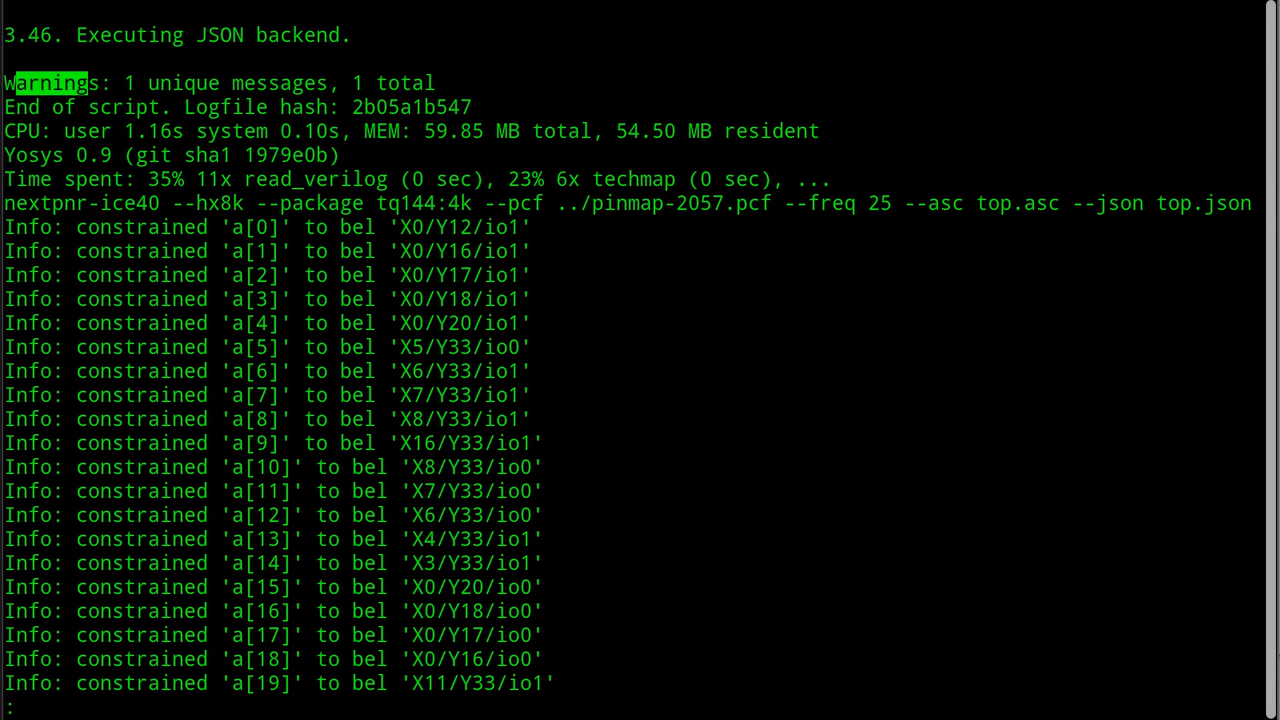 3.46. Executing JSON backend.
Warnings: 1 unique messages, 1 total
End of script. Logfile hash: 2b05a1b547
CPU: user 1.16s system 0.10s, MEM: 59.85 MB total, 54.50 MB resident
Yosys 0.9 (git sha1 1979e0b)
Time spent: 35% 11x read_verilog (0 sec), 23% 6x techmap (0 sec), ...
nextpnr-ice40 --hx8k --package tq144:4k --pcf ../pinmap-2057.pcf --freq 25 --asc top.asc --json top.json
Info: constrained 'a[0]' to bel 'X0/Y12/io1'
Info: constrained 'a[1]' to bel 'X0/Y16/io1'
Info: constrained 'a[2]' to bel 'X0/Y17/io1'
Info: constrained 'a[3]' to bel 'X0/Y18/io1'
Info: constrained 'a[4]' to bel 'X0/Y20/io1'
Info: constrained 'a[5]' to bel 'X5/Y33/io0'
Info: constrained 'a[6]' to bel 'X6/Y33/io1'
Info: constrained 'a[7]' to bel 'X7/Y33/io1'
Info: constrained 'a[8]' to bel 'X8/Y33/io1'
Info: constrained 'a[9]' to bel 'X16/Y33/io1'
Info: constrained 'a[10]' to bel 'X8/Y33/io0'
Info: constrained 'a[11]' to bel 'X7/Y33/io0'
Info: constrained 'a[12]' to bel 'X6/Y33/io0'
Info: constrained 'a[13]' to bel 'X4/Y33/io1'
Info: constrained 'a[14]' to bel 'X3/Y33/io1'
Info: constrained 'a[15]' to bel 'X0/Y20/io0'
Info: constrained 'a[16]' to bel 'X0/Y18/io0'
Info: constrained 'a[17]' to bel 'X0/Y17/io0'
Info: constrained 'a[18]' to bel 'X0/Y16/io0'
Info: constrained 'a[19]' to bel 'X11/Y33/io1'
: